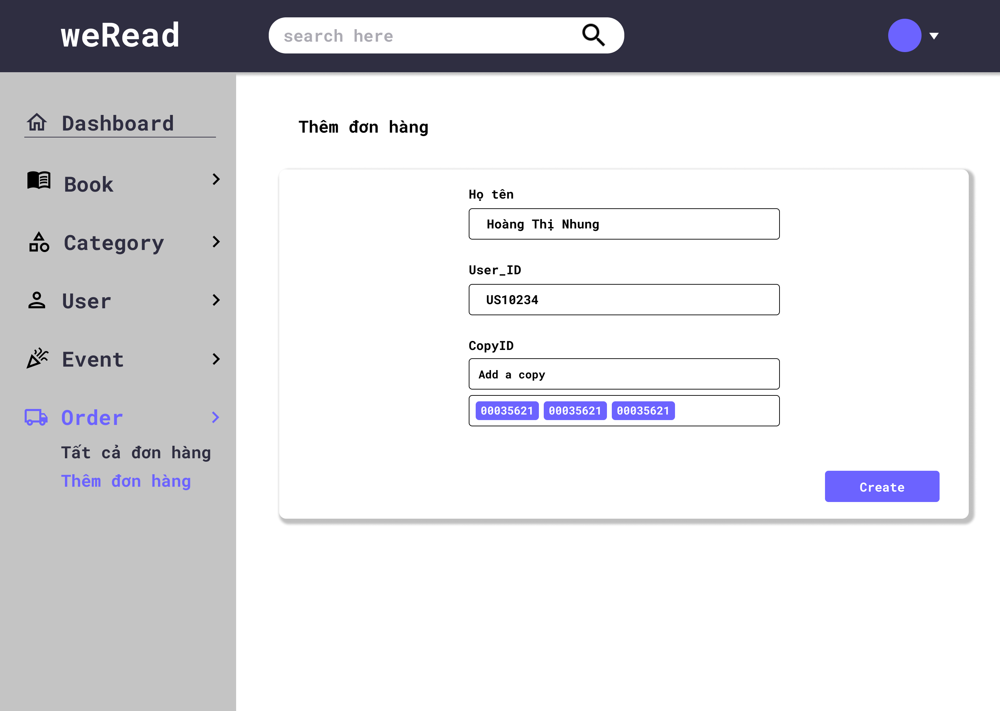 weRead
search here
Dashboard
Book
Category
User
Event
Order
Tất cả đơn hàng
Thêm đơn hàng
Thêm đơn hàng
Họ tên
Hoàng Thị Nhung
User_ID
US10234
CopyID
Add a copy
00035621 00035621 00035621
Create